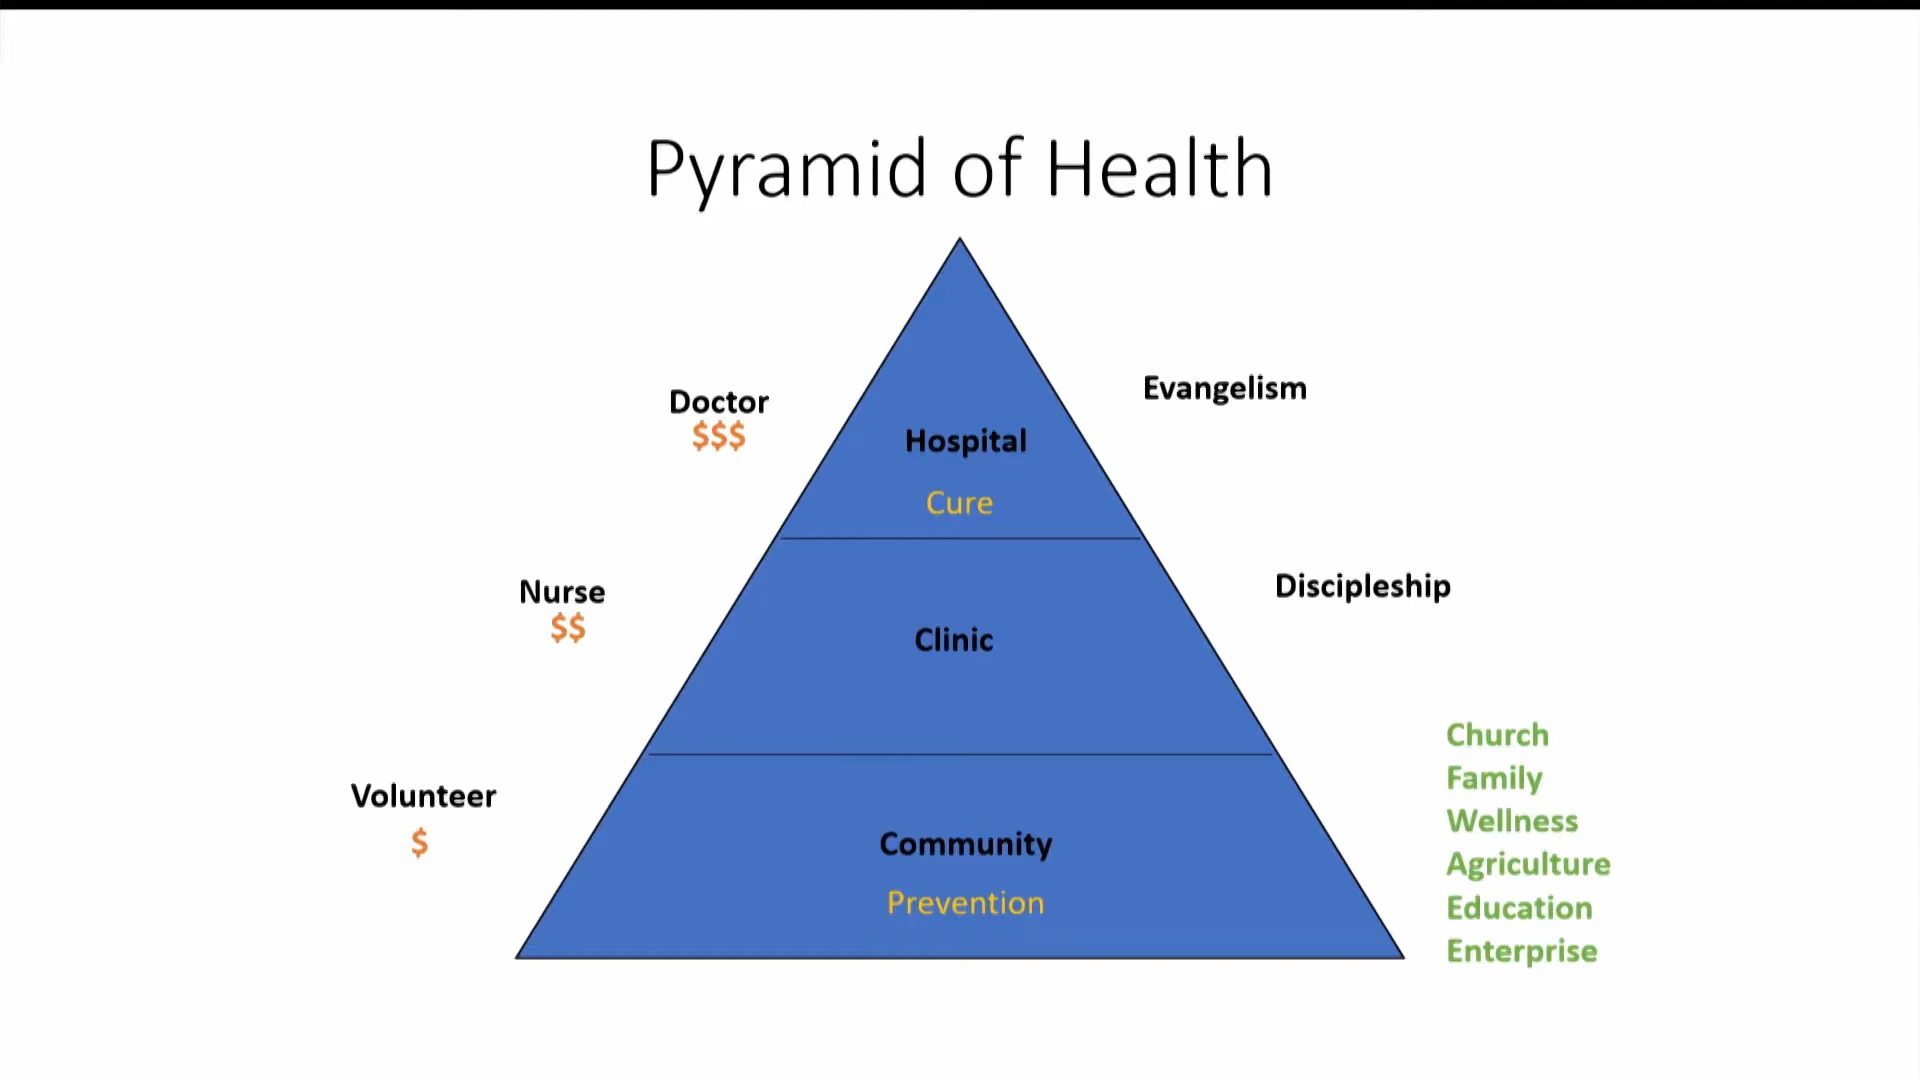 Pyramid of Health
Doctor
$$$
Evangelism
Hospital
Cure
Nurse
$$
Discipleship
Clinic
Volunteer
$
Community
Prevention
Church
Family
Wellness
Agriculture
Education
Enterprise